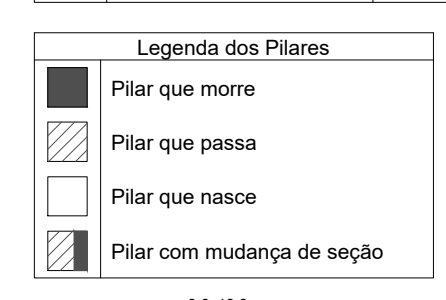 Legenda dos Pilares
Pilar que morre
Pilar que passa
Pilar que nasce
Pilar com mudança de seção